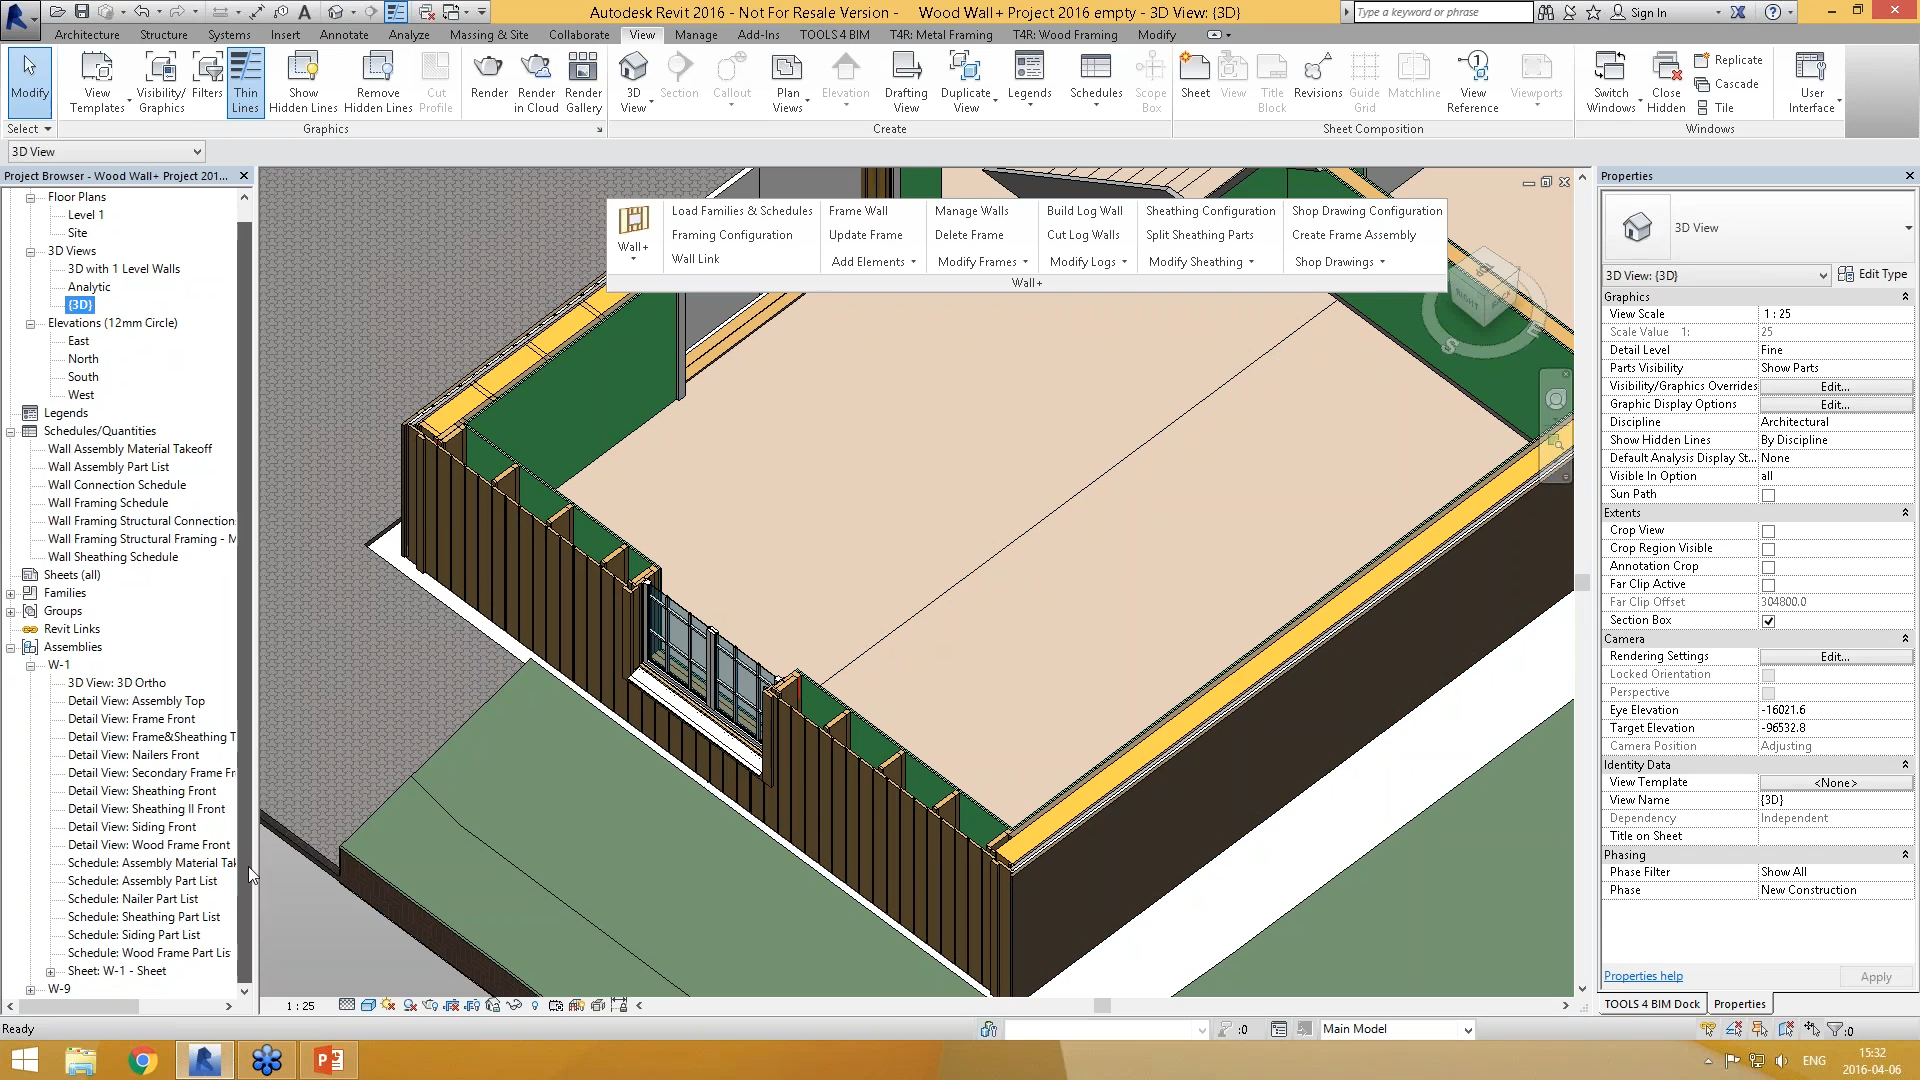 Autodesk Revit 2016 - Not For Resale Version - Wood Wall+ Project 2016 empty - 3D View: {3D}
Type a keyword or phrase
Sign In
Architecture Structure Systems Insert Annotate Analyze Massing & Site Collaborate View Manage Add-Ins TOOLS 4 BIM T4R: Metal Framing T4R: Wood Framing Modify
Modify
View Templates
Visibility/ Graphics
Filters
Thin Lines
Show Hidden Lines
Remove Hidden Lines
Cut Profile
Render
Render in Cloud
Render Gallery
3D View
Section
Callout
Plan Views
Elevation
Drafting View
Duplicate View
Legends
Schedules
Scope Box
Sheet
View
Title Block
Revisions
Guide Grid
Matchline
View Reference
Viewports
Switch Windows
Close Hidden
Replicate
Cascade
Tile
User Interface
Select Graphics Create Sheet Composition Windows
3D View
Project Browser - Wood Wall+ Project 201...
Floor Plans
Level 1
Site
3D Views
3D with 1 Level Walls
Analytic
{3D}
Elevations (12mm Circle)
East
North
South
West
Legends
Schedules/Quantities
Wall Assembly Material Takeoff
Wall Assembly Part List
Wall Connection Schedule
Wall Framing Schedule
Wall Framing Structural Connection
Wall Framing Structural Framing - M
Wall Sheathing Schedule
Sheets (all)
Families
Groups
Revit Links
Assemblies
W-1
3D View: 3D Ortho
Detail View: Assembly Top
Detail View: Frame Front
Detail View: Frame&Sheathing T
Detail View: Nailers Front
Detail View: Secondary Frame Fr
Detail View: Sheathing Front
Detail View: Sheathing II Front
Detail View: Siding Front
Detail View: Wood Frame Front
Schedule: Assembly Material Tak
Schedule: Assembly Part List
Schedule: Nailer Part List
Schedule: Sheathing Part List
Schedule: Siding Part List
Schedule: Wood Frame Part Lis
Sheet: W-1 - Sheet
W-9
Wall+
Load Families & Schedules
Framing Configuration
Wall Link
Frame Wall
Update Frame
Add Elements
Manage Walls
Delete Frame
Modify Frames
Build Log Wall
Cut Log Walls
Modify Logs
Sheathing Configuration
Split Sheathing Parts
Modify Sheathing
Shop Drawing Configuration
Create Frame Assembly
Shop Drawings
Wall+
RIGHT
S
E
Properties
3D View
3D View: {3D} Edit Type
Graphics
View Scale 1 : 25
Scale Value 1: 25
Detail Level Fine
Parts Visibility Show Parts
Visibility/Graphics Overrides Edit...
Graphic Display Options Edit...
Discipline Architectural
Show Hidden Lines By Discipline
Default Analysis Display St... None
Visible In Option all
Sun Path
Extents
Crop View
Crop Region Visible
Annotation Crop
Far Clip Active
Far Clip Offset 304800.0
Section Box
Camera
Rendering Settings Edit...
Locked Orientation
Perspective
Eye Elevation -16021.6
Target Elevation -96532.8
Camera Position Adjusting
Identity Data
View Template <None>
View Name {3D}
Dependency Independent
Title on Sheet
Phasing
Phase Filter Show All
Phase New Construction
Properties help Apply
TOOLS 4 BIM Dock Properties
1 : 25
Ready
:0
Main Model
:0
ENG
15:32
2016-04-06